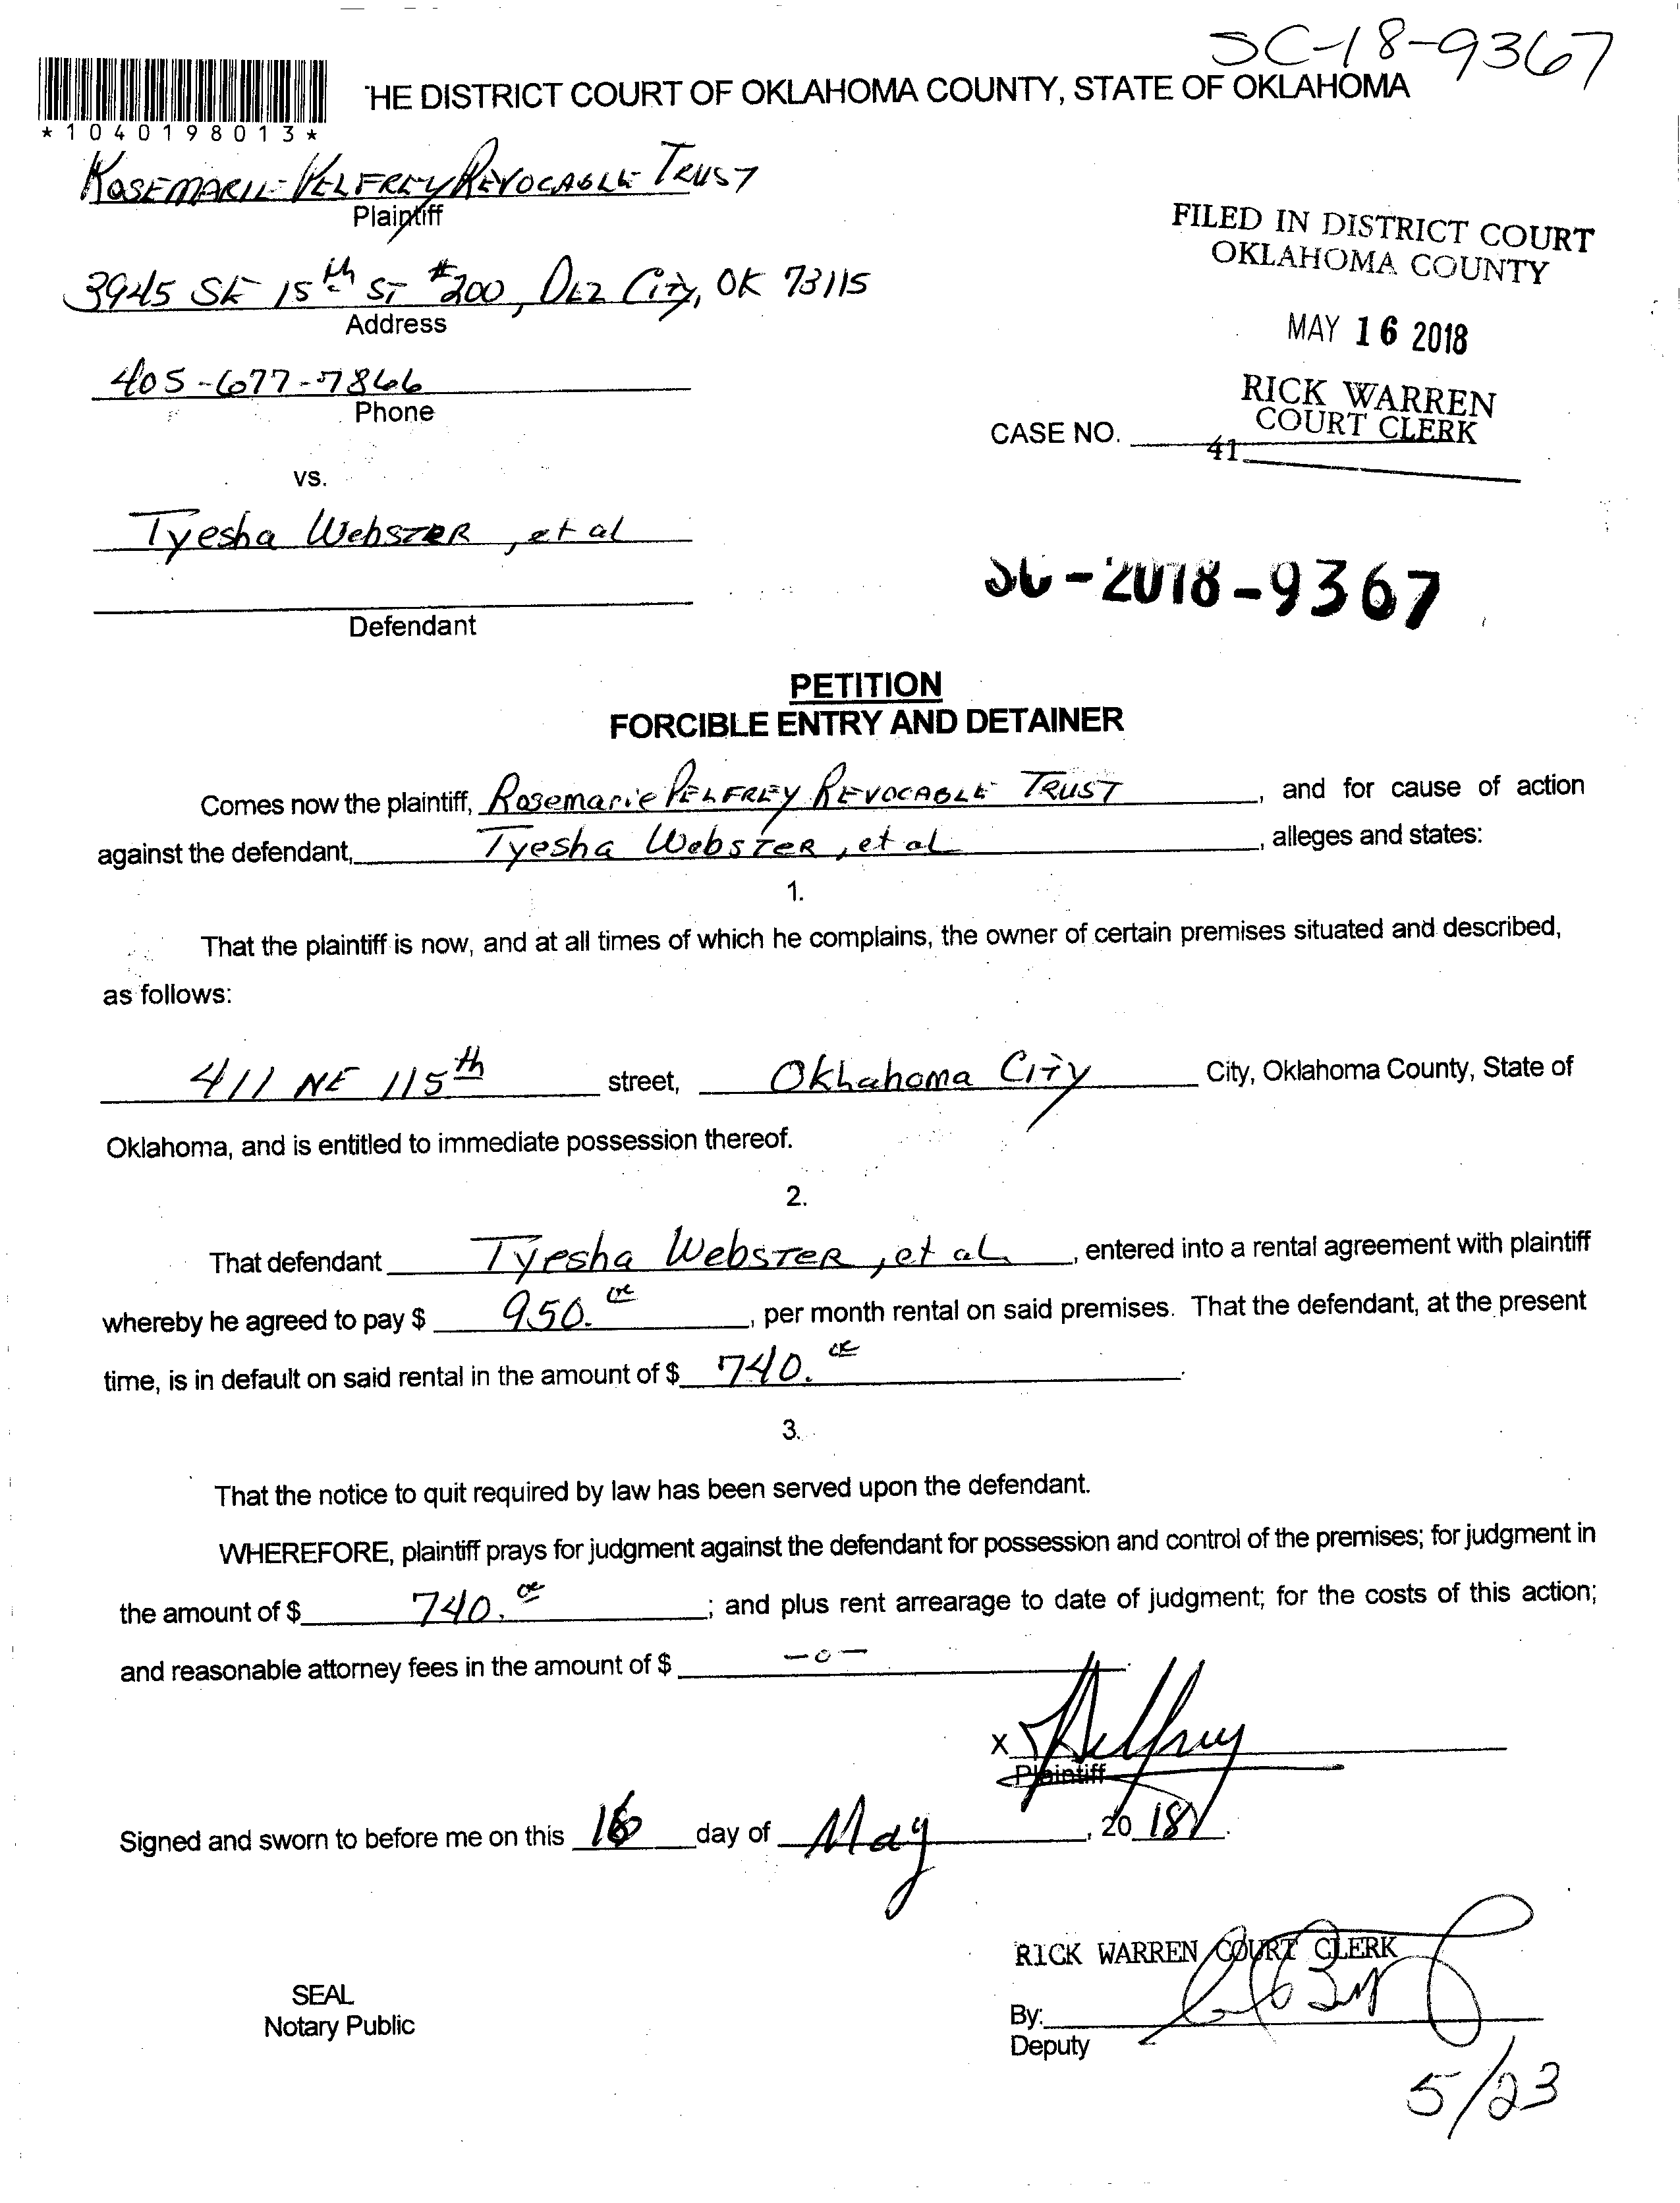 SC-18-9367
'HE DISTRICT COURT OF OKLAHOMA COUNTY, STATE OF OKLAHOMA
*1040198013*
ROSEMARIE PELFREY REVOCABLE TRUST
Plaintiff
FILED IN DISTRICT COURT
OKLAHOMA COUNTY
3945 SE 15th ST #200, DEL City, OK 73115
Address
MAY 16 2018
405-677-7866
Phone
RICK WARREN
COURT CLERK
CASE NO.
41
vs.
Tyesha WebsTER, et al
SC-2018-9367
Defendant
PETITION
FORCIBLE ENTRY AND DETAINER
Comes now the plaintiff, Rosemarie PELFREY REVOCABLE TRUST, and for cause of action
against the defendant, Tyesha WebsTeR, et al, alleges and states:
1.
That the plaintiff is now, and at all times of which he complains, the owner of certain premises situated and described,
as follows:
411 NE 115th street, Oklahoma City City, Oklahoma County, State of
Oklahoma, and is entitled to immediate possession thereof.
2.
That defendant Tyesha WebsTeR, et al, entered into a rental agreement with plaintiff
whereby he agreed to pay $ 950.00, per month rental on said premises. That the defendant, at the present
time, is in default on said rental in the amount of $ 740.00.
3.
That the notice to quit required by law has been served upon the defendant.
WHEREFORE, plaintiff prays for judgment against the defendant for possession and control of the premises; for judgment in
the amount of $ 740.00; and plus rent arrearage to date of judgment; for the costs of this action;
and reasonable attorney fees in the amount of $ -0-.
X Pelfrey
Plaintiff
Signed and sworn to before me on this 16 day of May, 2018.
RICK WARREN COURT CLERK
SEAL
Notary Public
By:
Deputy
5/23